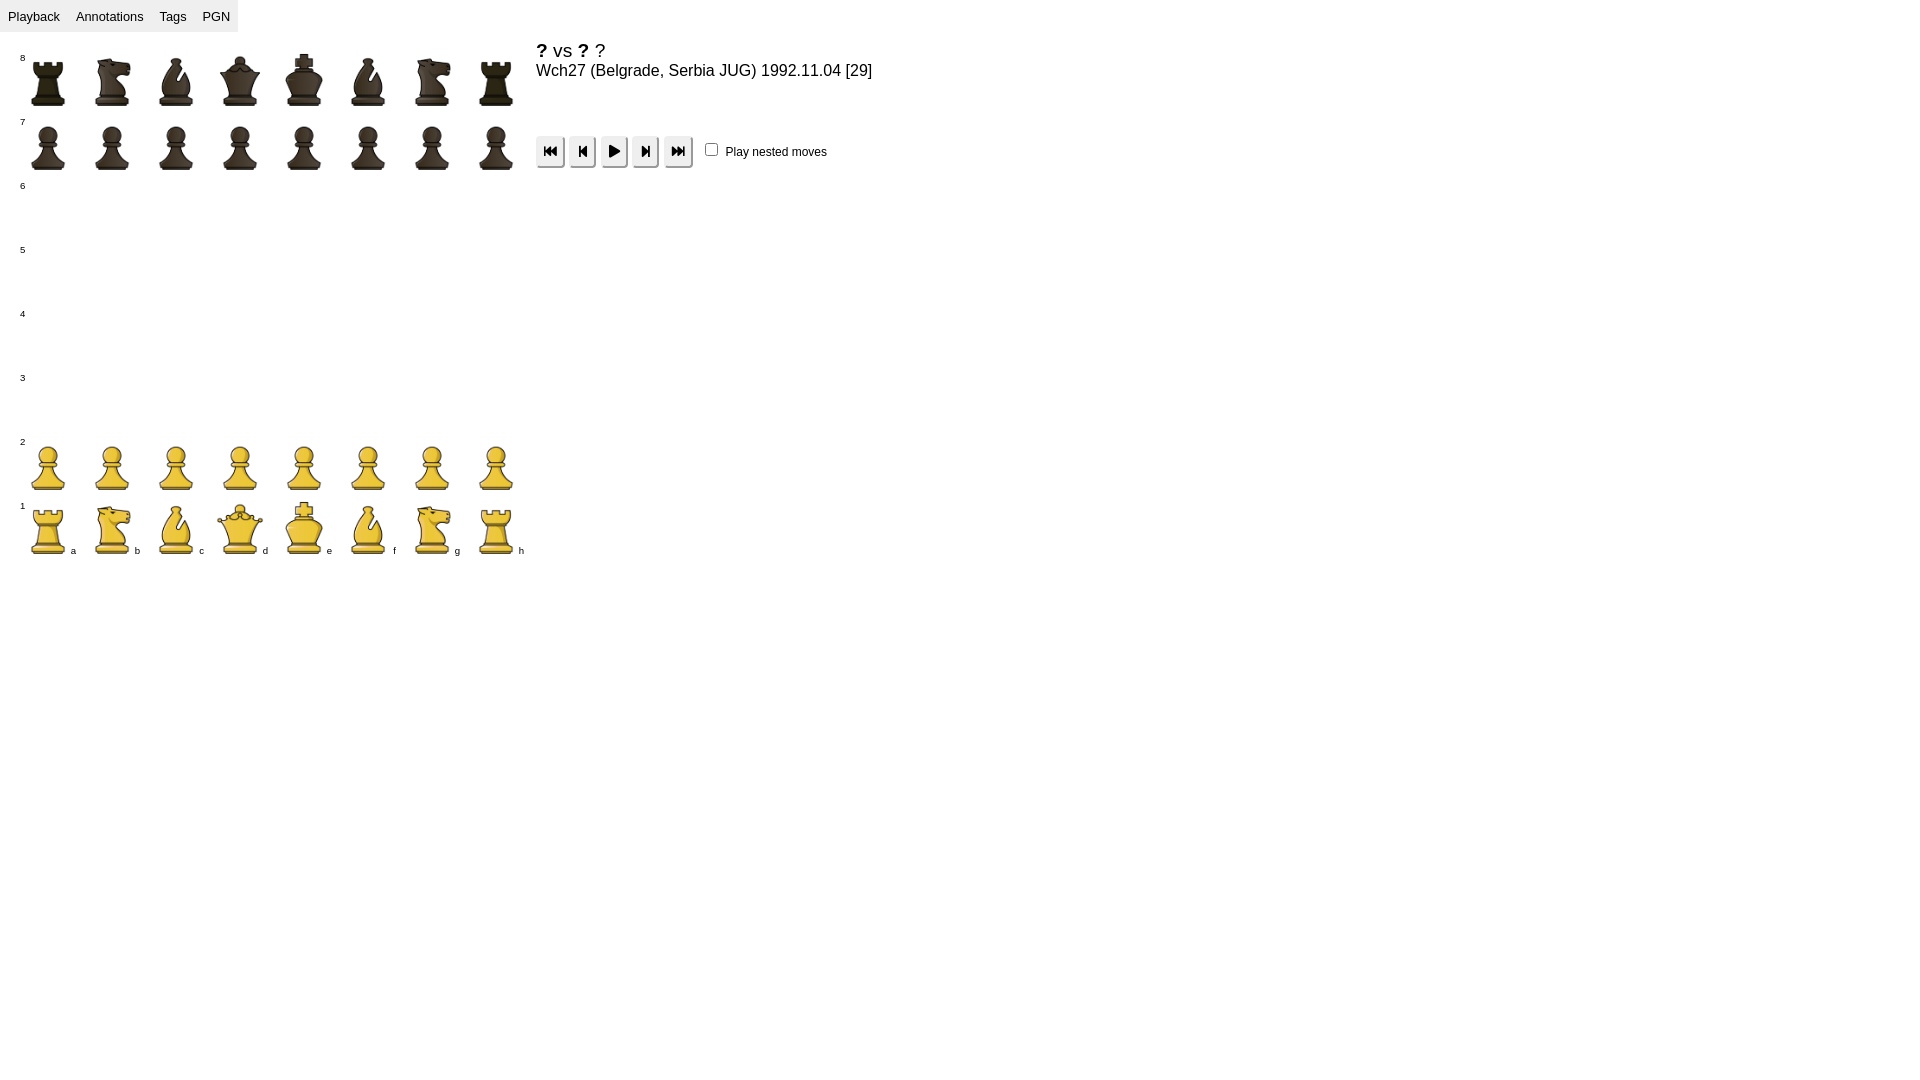 Playback Annotations Tags PGN
? vs ? ?
Wch27 (Belgrade, Serbia JUG) 1992.11.04 [29]
Play nested moves
8
7
6
5
4
3
2
1
a b c d e f g h